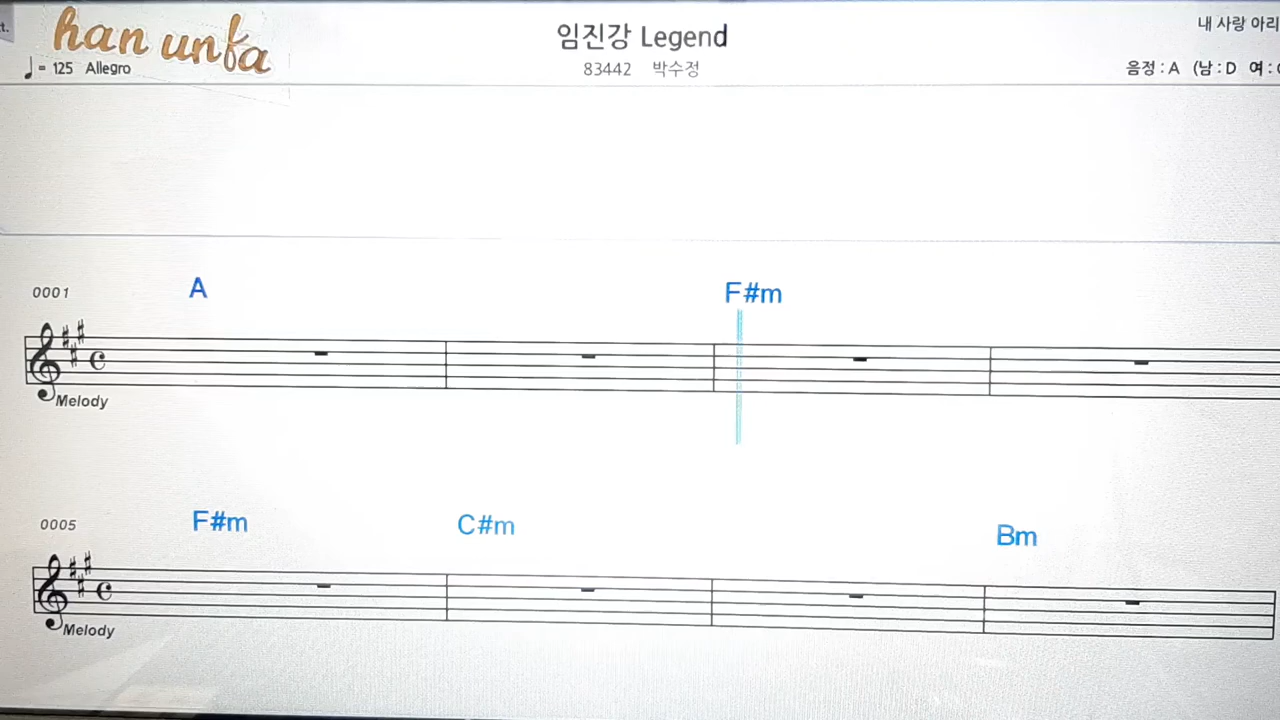 han unfa
♩= 125 Allegro
임진강 Legend
83442 박수정
내 사랑 아리
음정 : A (남 : D 여 :
0001
A
F#m
Melody
0005
F#m
C#m
Bm
Melody